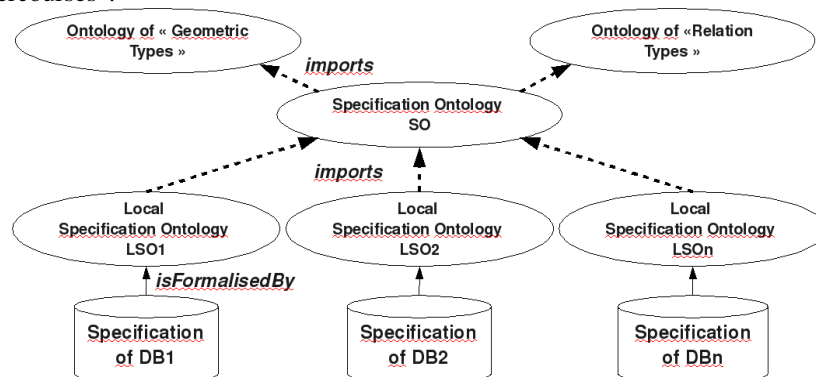 Ontology of « Geometric
Types »
Ontology of «Relation
Types »
imports
Specification Ontology
SO
imports
Local
Specification Ontology
LSO1
Local
Specification Ontology
LSO2
Local
Specification Ontology
LSOn
isFormalisedBy
Specification
of DB1
Specification
of DB2
Specification
of DBn